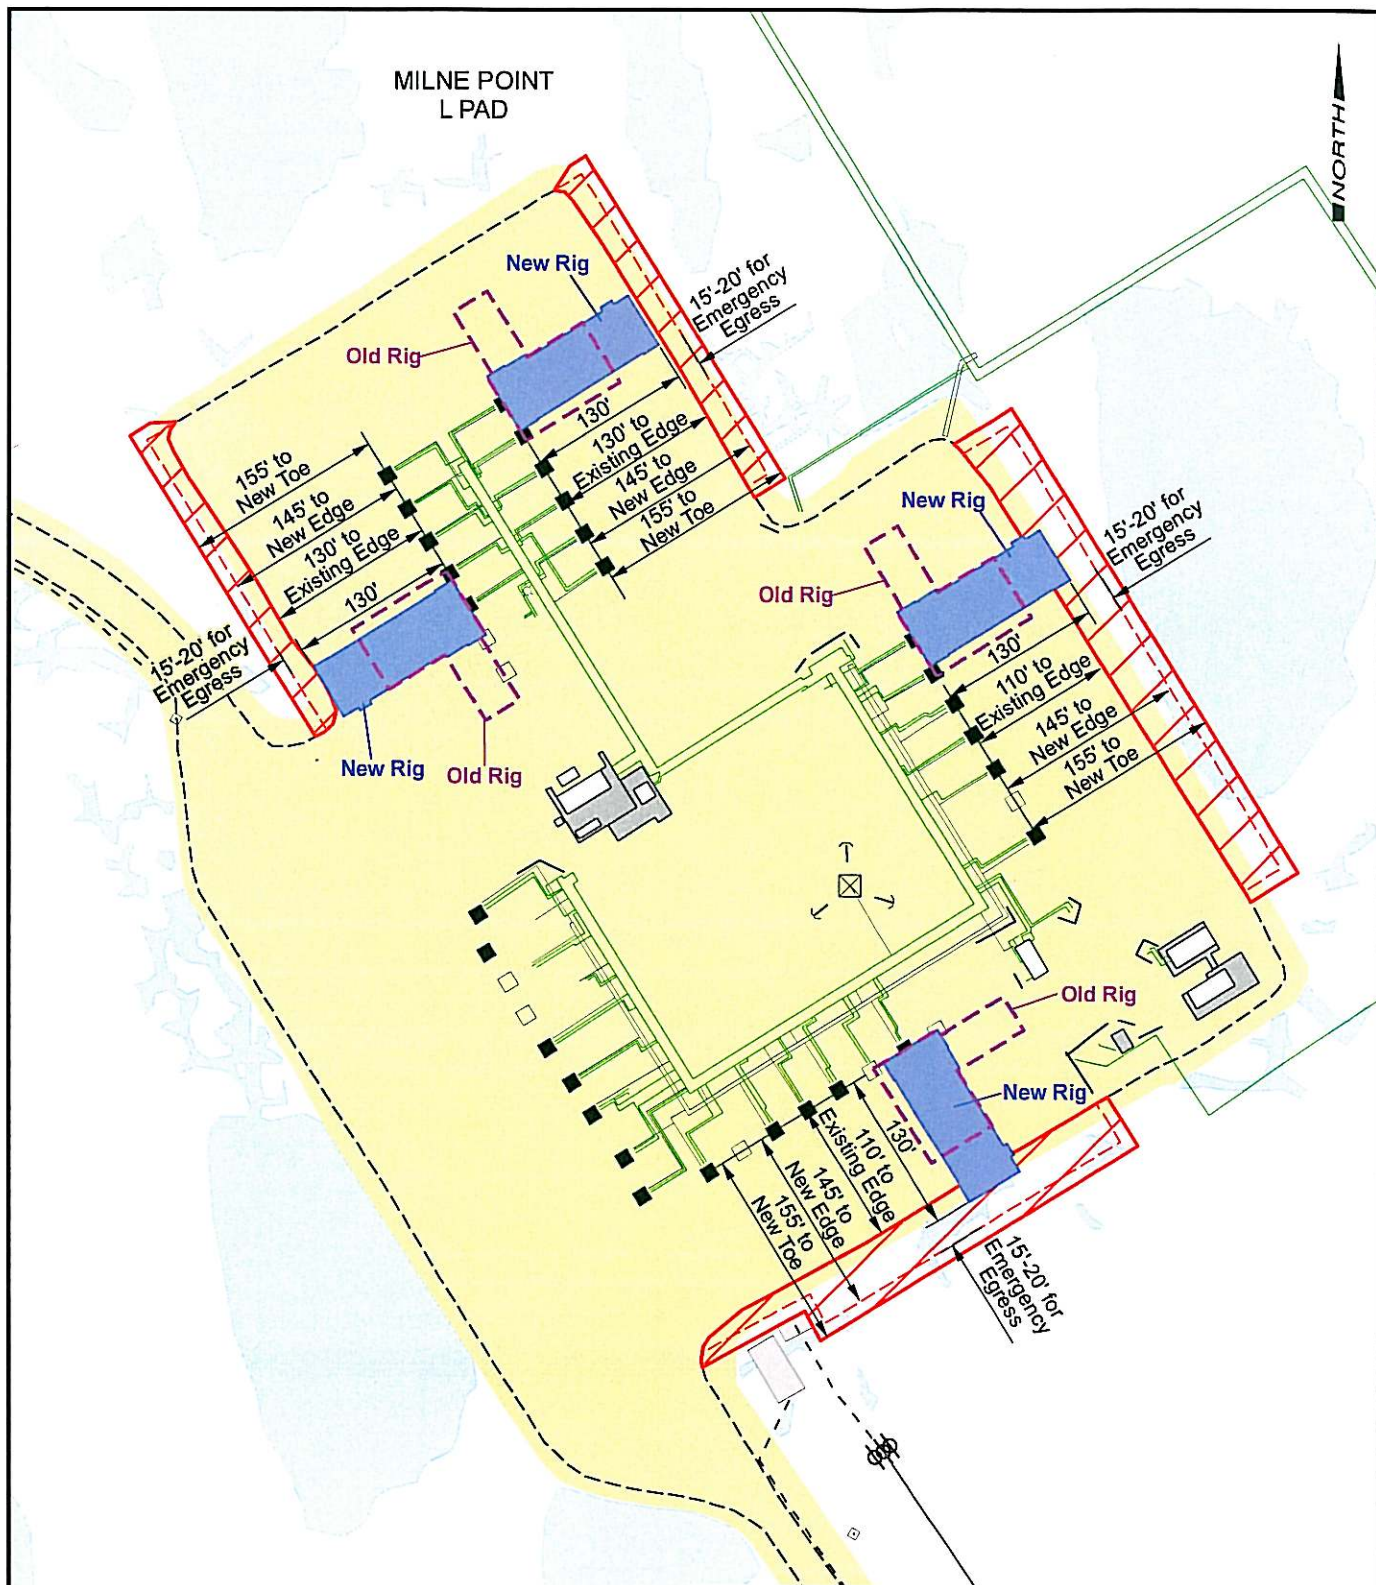 MILNE POINT
L PAD
NORTH
New Rig
15'-20' for
Emergency
Egress
Old Rig
130'
130' to
Existing Edge
145' to
New Edge
155' to
New Toe
155' to
New Toe
145' to
New Edge
130' to
Existing Edge
130'
15'-20' for
Emergency
Egress
New Rig
Old Rig
New Rig
15'-20' for
Emergency
Egress
Old Rig
130'
110' to
Existing Edge
145' to
New Edge
155' to
New Toe
Old Rig
New Rig
130'
110' to
Existing Edge
145' to
New Edge
155' to
New Toe
15'-20' for
Emergency
Egress